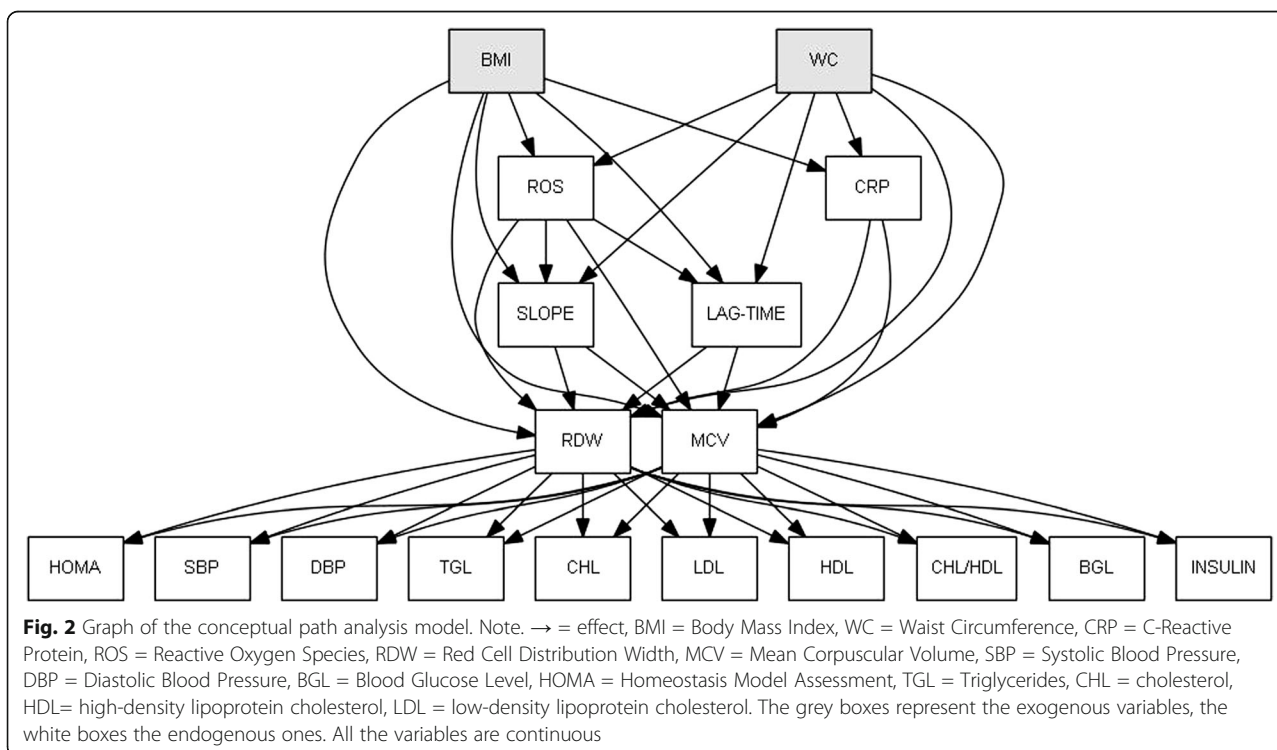 BMI WC
ROS CRP
SLOPE LAG-TIME
RDW MCV
HOMA SBP DBP TGL CHL LDL HDL CHL/HDL BGL INSULIN
Fig. 2 Graph of the conceptual path analysis model. Note. → = effect, BMI = Body Mass Index, WC = Waist Circumference, CRP = C-Reactive
Protein, ROS = Reactive Oxygen Species, RDW = Red Cell Distribution Width, MCV = Mean Corpuscular Volume, SBP = Systolic Blood Pressure,
DBP = Diastolic Blood Pressure, BGL = Blood Glucose Level, HOMA = Homeostasis Model Assessment, TGL = Triglycerides, CHL = cholesterol,
HDL= high-density lipoprotein cholesterol, LDL = low-density lipoprotein cholesterol. The grey boxes represent the exogenous variables, the
white boxes the endogenous ones. All the variables are continuous